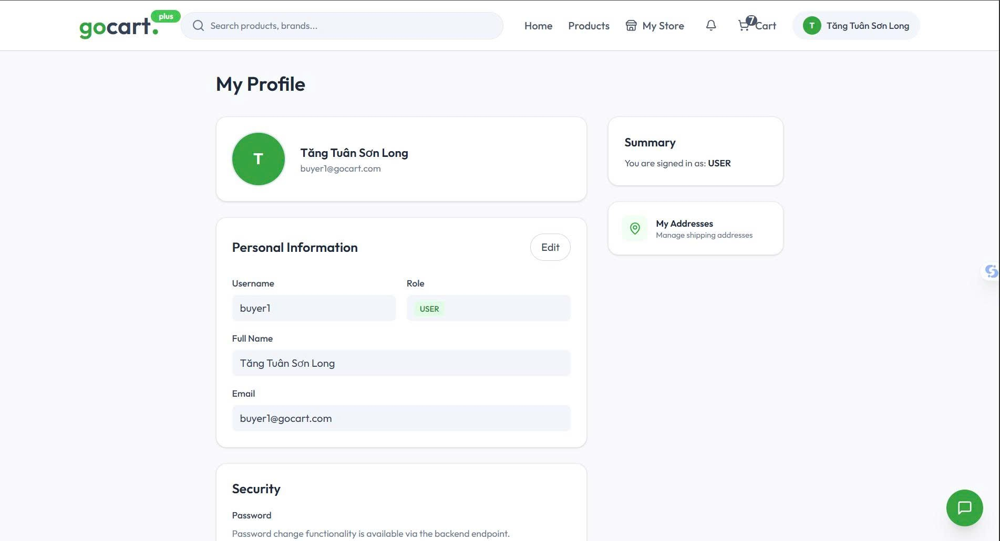 gocart.
plus
Search products, brands...
Home
Products
My Store
7
Cart
T
Tăng Tuân Sơn Long
My Profile
T
Tăng Tuân Sơn Long
buyer1@gocart.com
Summary
You are signed in as: USER
My Addresses
Manage shipping addresses
Personal Information
Edit
Username
Role
buyer1
USER
Full Name
Tăng Tuân Sơn Long
Email
buyer1@gocart.com
Security
Password
Password change functionality is available via the backend endpoint.